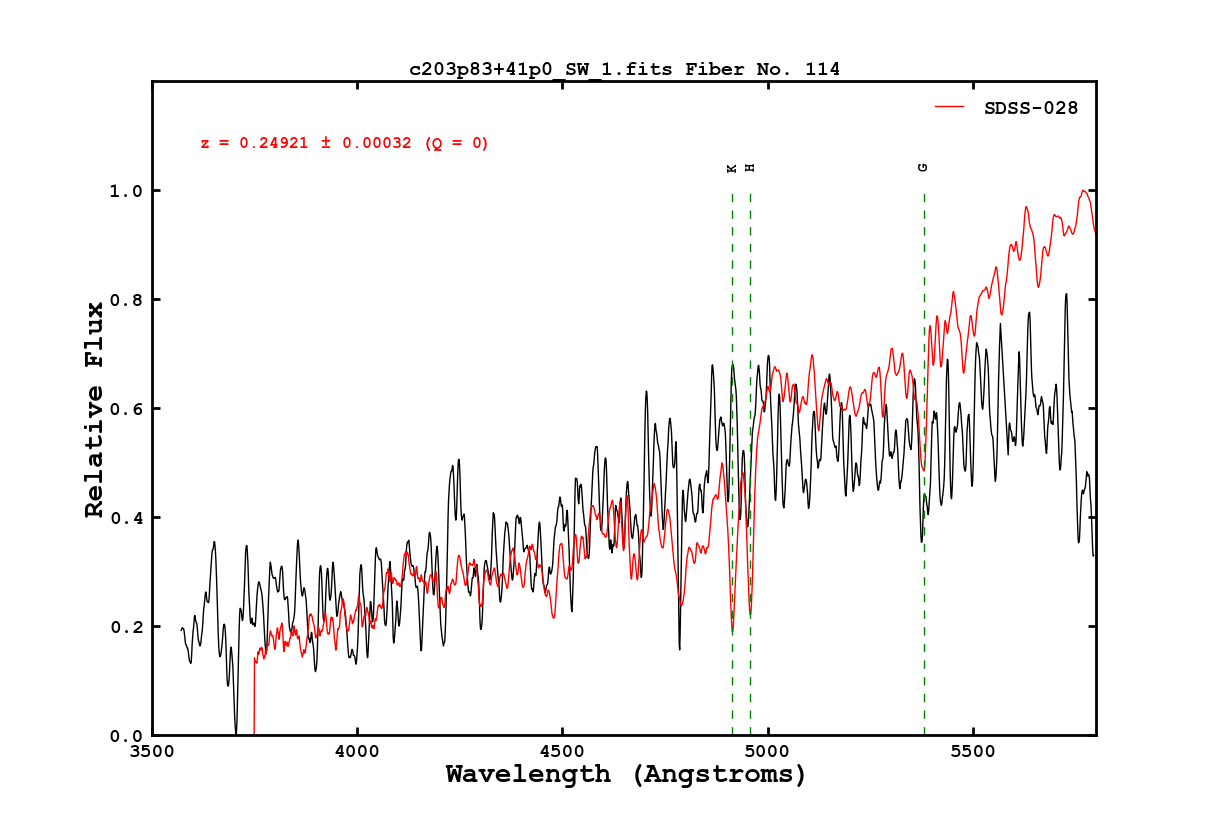 c203p83+41p0_SW_1.fits Fiber No. 114
SDSS-028
z = 0.24921 ± 0.00032 (Q = 0)
K
H
G
1.0
0.8
0.6
0.4
0.2
0.0
Relative Flux
3500 4000 4500 5000 5500
Wavelength (Angstroms)